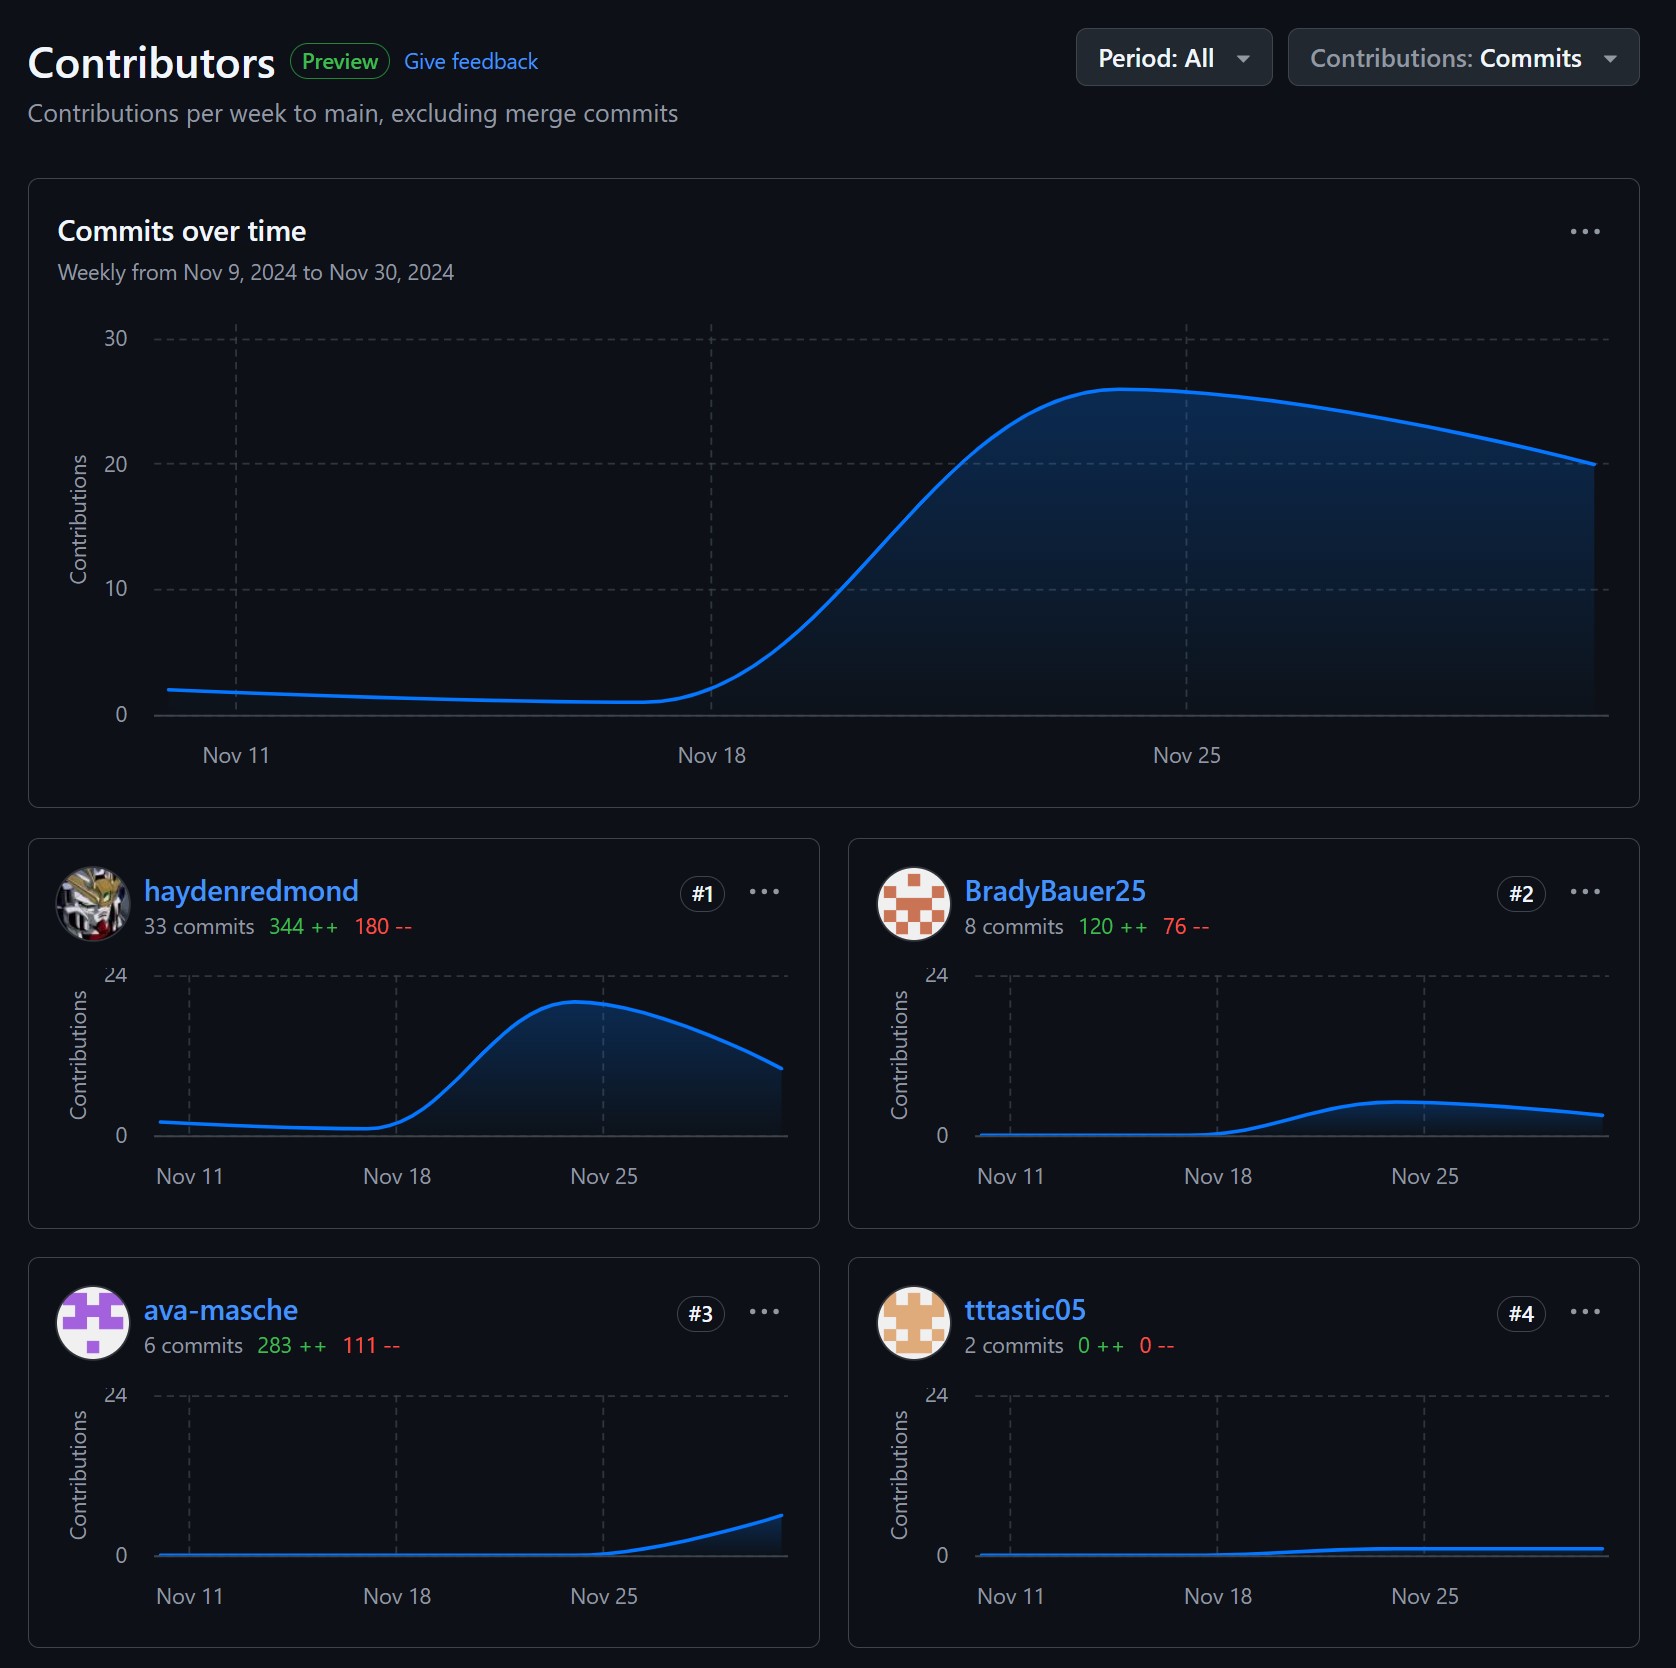 Contributors Preview Give feedback
Period: All
Contributions: Commits
Contributions per week to main, excluding merge commits
Commits over time
Weekly from Nov 9, 2024 to Nov 30, 2024
Contributions
30
20
10
0
Nov 11 Nov 18 Nov 25
haydenredmond #1
33 commits 344 ++ 180 --
Contributions
24
0
Nov 11 Nov 18 Nov 25
BradyBauer25 #2
8 commits 120 ++ 76 --
Contributions
24
0
Nov 11 Nov 18 Nov 25
ava-masche #3
6 commits 283 ++ 111 --
Contributions
24
0
Nov 11 Nov 18 Nov 25
tttastic05 #4
2 commits 0 ++ 0 --
Contributions
24
0
Nov 11 Nov 18 Nov 25